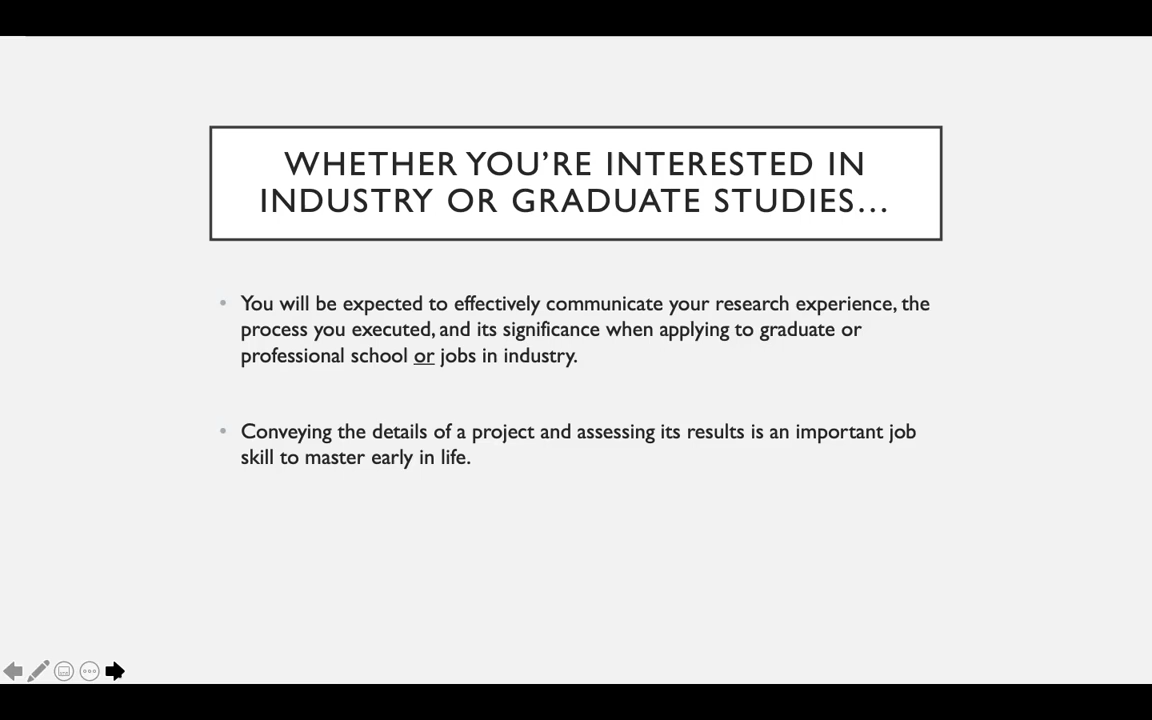 WHETHER YOU’RE INTERESTED IN
INDUSTRY OR GRADUATE STUDIES…
• You will be expected to effectively communicate your research experience, the
process you executed, and its significance when applying to graduate or
professional school or jobs in industry.
• Conveying the details of a project and assessing its results is an important job
skill to master early in life.